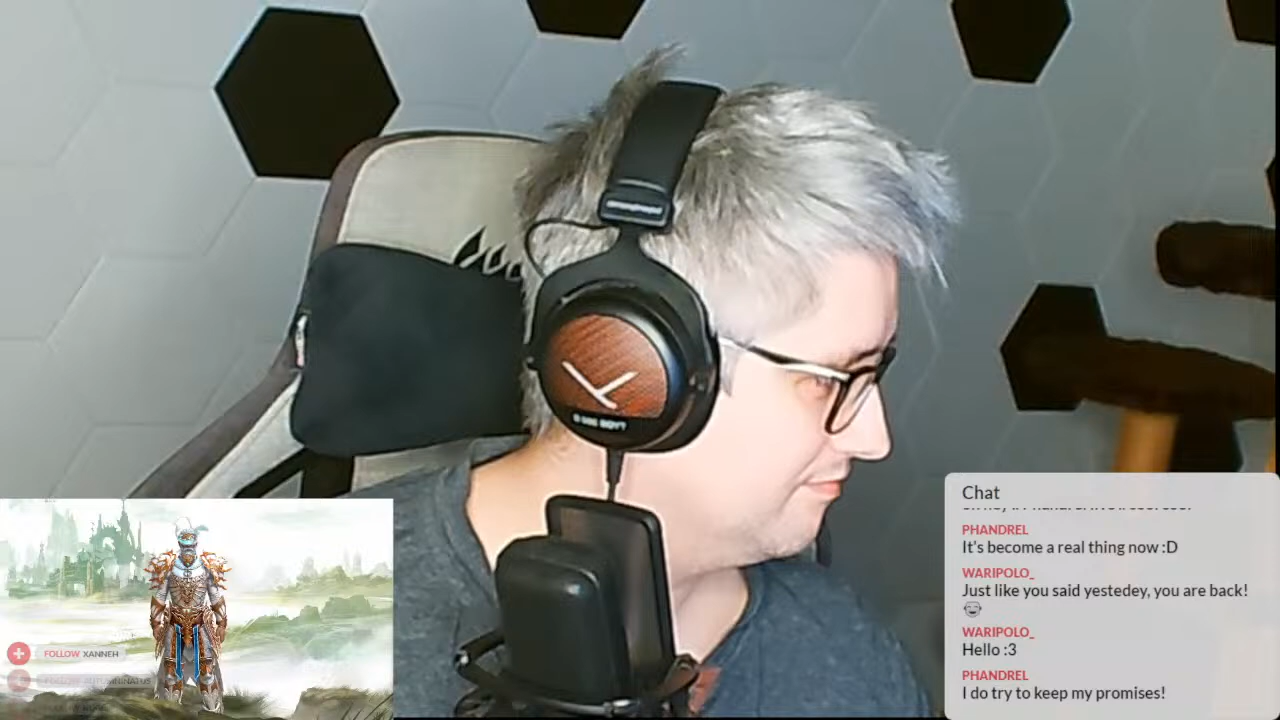 Chat
PHANDREL
It's become a real thing now :D
WARIPOLO_
Just like you said yestedey, you are back!
WARIPOLO_
Hello :3
PHANDREL
I do try to keep my promises!
FOLLOW XANNEH